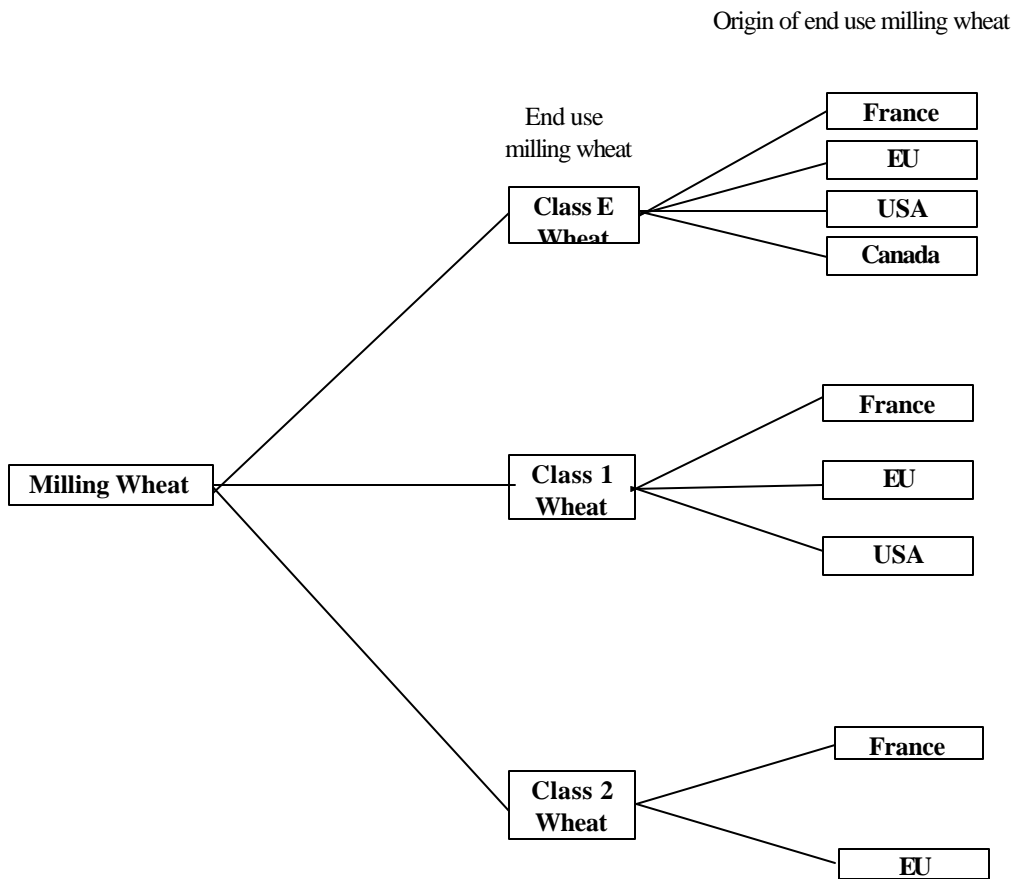 Origin of end use milling wheat
End use
milling wheat
France
EU
USA
Canada
Class E
Wheat
France
EU
USA
Milling Wheat
Class 1
Wheat
France
EU
Class 2
Wheat